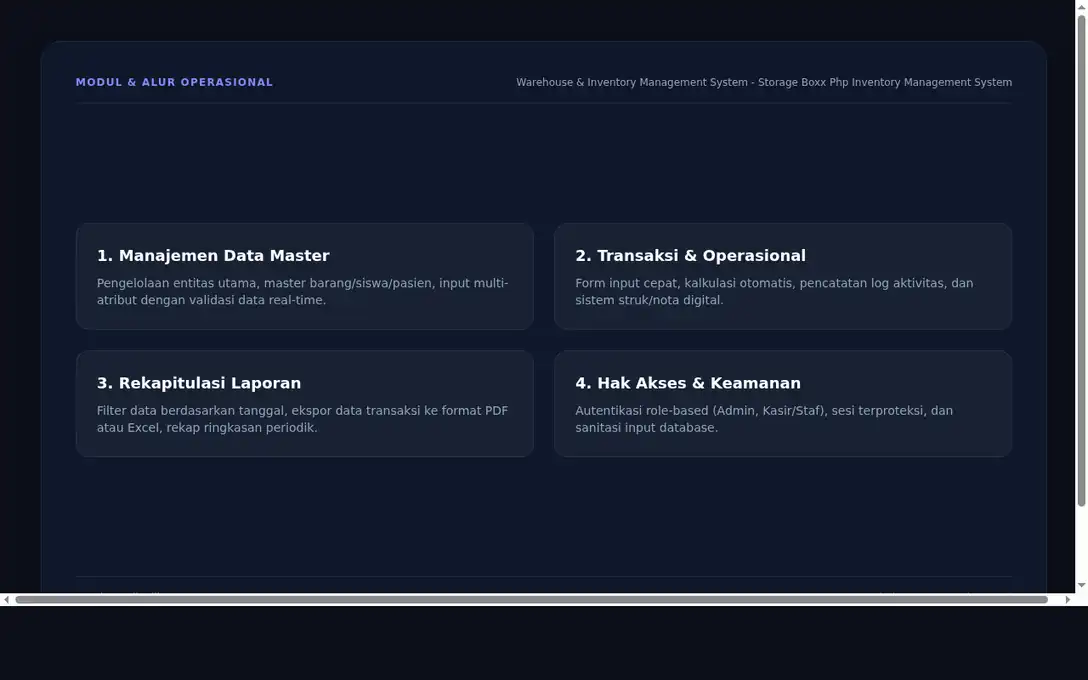 MODUL & ALUR OPERASIONAL
Warehouse & Inventory Management System - Storage Boxx Php Inventory Management System
1. Manajemen Data Master
Pengelolaan entitas utama, master barang/siswa/pasien, input multi-
atribut dengan validasi data real-time.
2. Transaksi & Operasional
Form input cepat, kalkulasi otomatis, pencatatan log aktivitas, dan
sistem struk/nota digital.
3. Rekapitulasi Laporan
Filter data berdasarkan tanggal, ekspor data transaksi ke format PDF
atau Excel, rekap ringkasan periodik.
4. Hak Akses & Keamanan
Autentikasi role-based (Admin, Kasir/Staf), sesi terproteksi, dan
sanitasi input database.